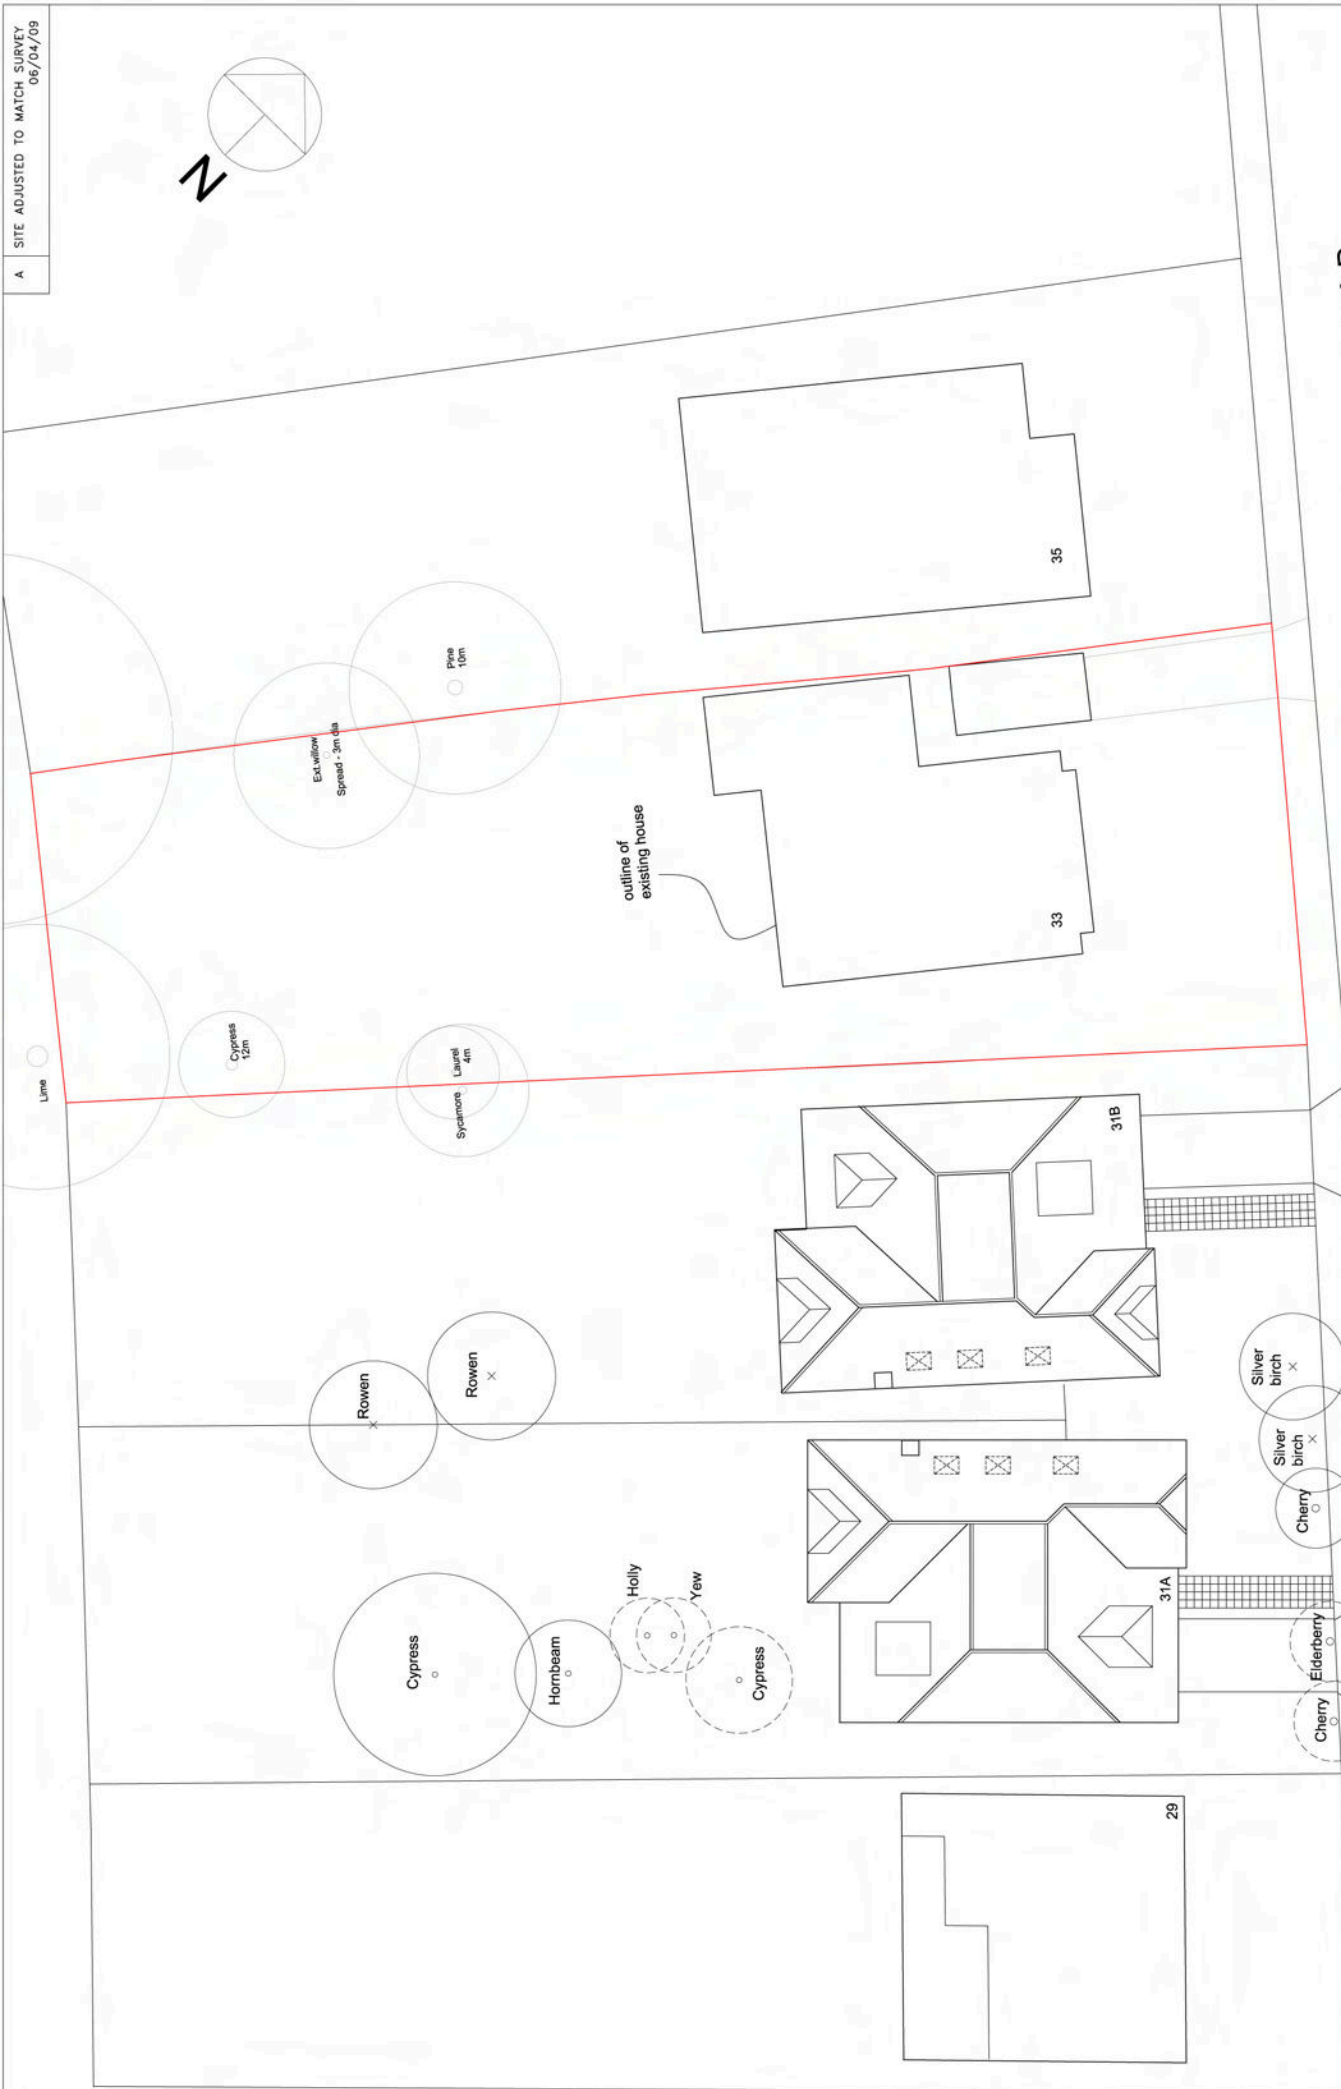 A SITE ADJUSTED TO MATCH SURVEY
06/04/09
N
Lime
Cypress
12m
Sycamore
Laurel
4m
Ext.willow
Spread - 3m dia
Pine
10m
outline of
existing house
33
35
Rowen
Rowen
31B
Silver
birch
Silver
birch
Cherry
Cypress
Hornbeam
Holly
Yew
Cypress
31A
Elderberry
Cherry
29